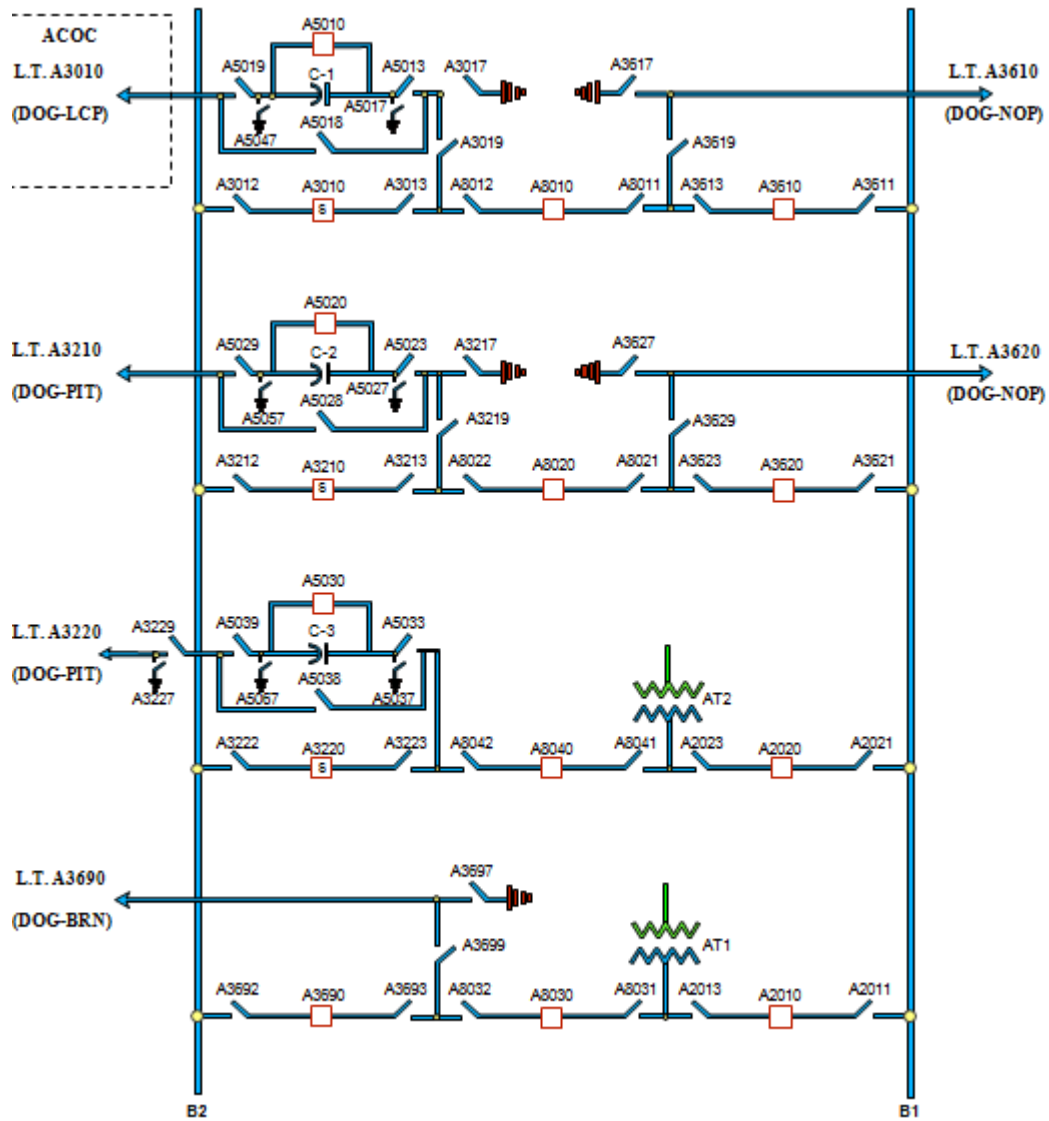 ACOC
L.T. A3010
(DOG-LCP)
A5010
A5019
C-1
A5013
A3017
A3617
L.T. A3610
(DOG-NOP)
A5017
A5047
A5018
A3019
A3619
A3012
A3010
S
A3013
A8012
A8010
A8011
A3613
A3610
A3611
A5020
L.T. A3210
(DOG-PIT)
A5029
C-2
A5023
A3217
A3627
L.T. A3620
(DOG-NOP)
A5027
A5057
A5028
A3219
A3629
A3212
A3210
S
A3213
A8022
A8020
A8021
A3623
A3620
A3621
A5030
L.T. A3220
(DOG-PIT)
A3229
A5039
C-3
A5033
A3227
A5067
A5038
A5037
AT2
A3222
A3220
S
A3223
A8042
A8040
A8041
A2023
A2020
A2021
L.T. A3690
(DOG-BRN)
A3697
A3699
AT1
A3692
A3690
A3693
A8032
A8030
A8031
A2013
A2010
A2011
B2
B1